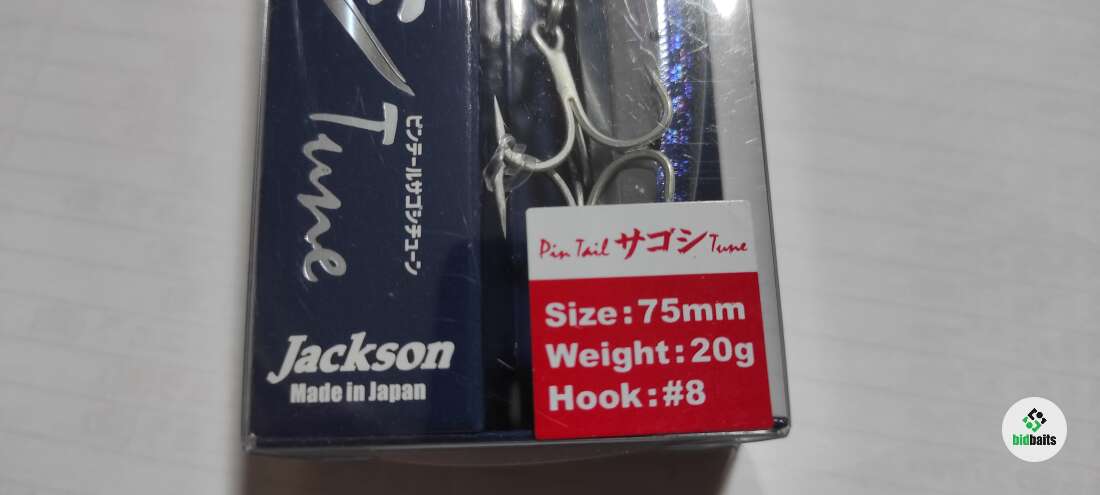 Tune
ピンテールサゴシチューン
Jackson
Made in Japan
Pin Tail サゴシ Tune
Size:75mm
Weight:20g
Hook:#8
bidbaits